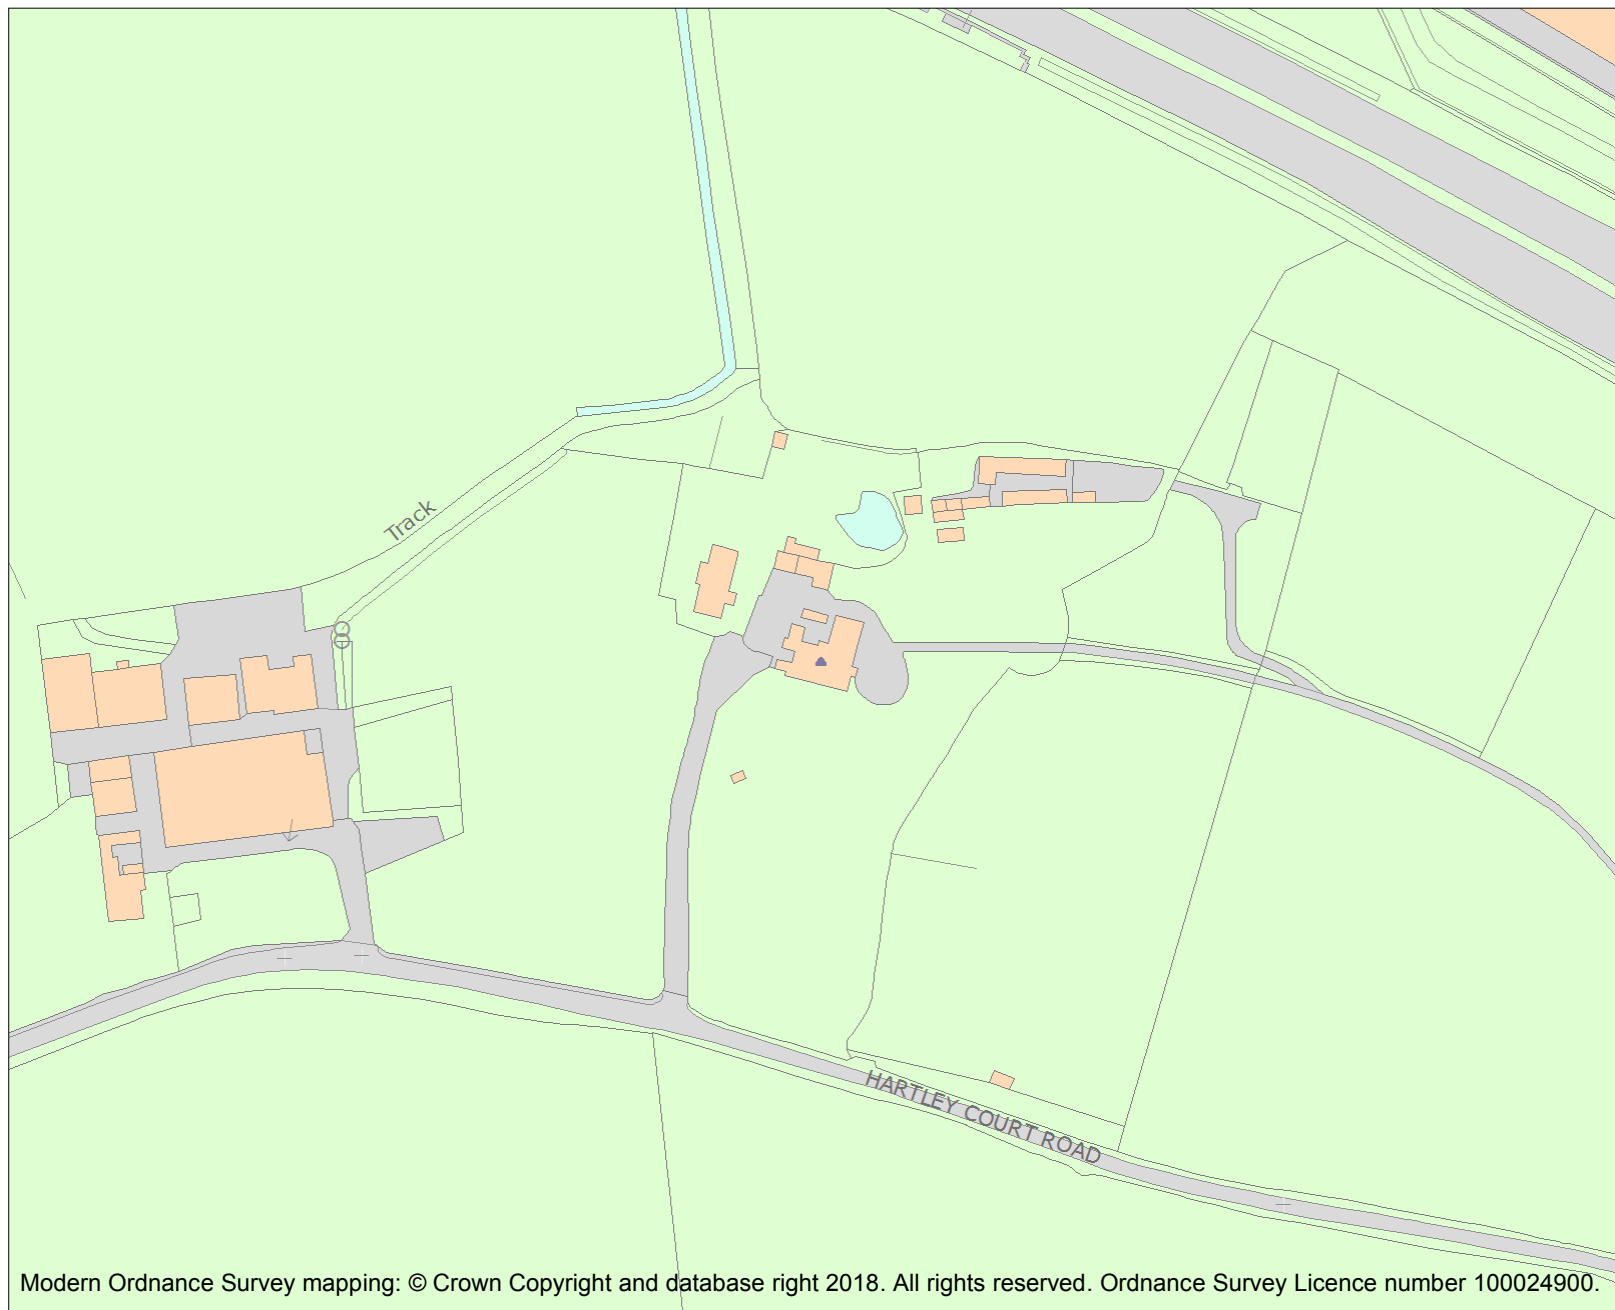 Track
HARTLEY COURT ROAD
Modern Ordnance Survey mapping: © Crown Copyright and database right 2018. All rights reserved. Ordnance Survey Licence number 100024900.